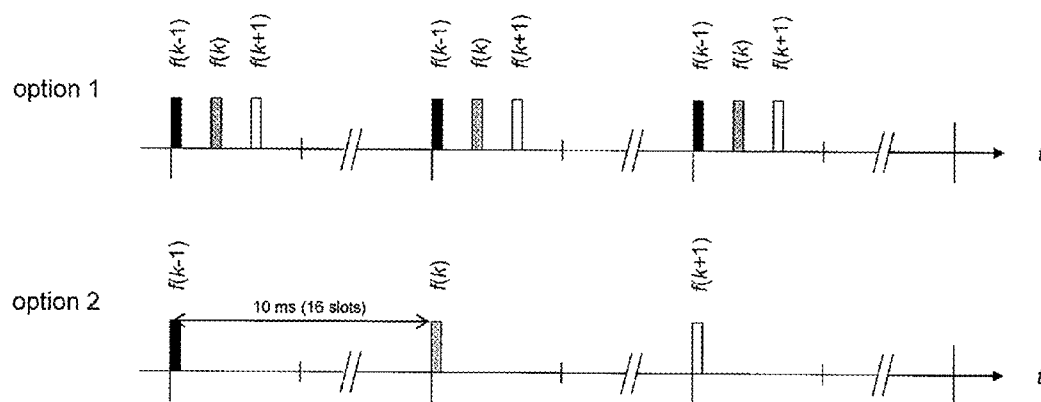 f(k-1) f(k) f(k+1) f(k-1) f(k) f(k+1) f(k-1) f(k) f(k+1)
option 1
t
f(k-1) f(k) f(k+1)
option 2
10 ms (16 slots)
t